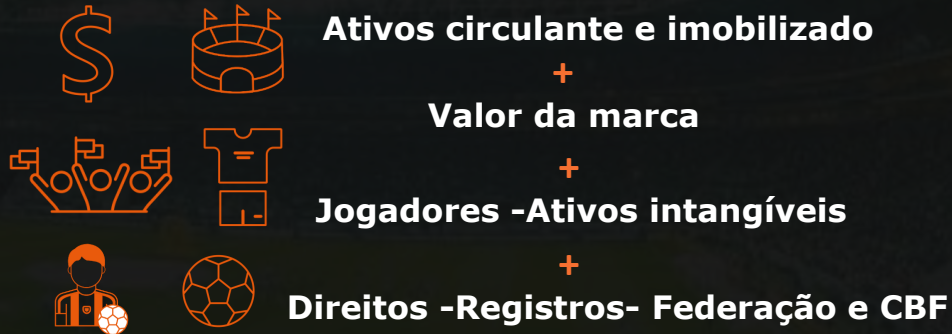 Ativos circulante e imobilizado
+
Valor da marca
+
Jogadores -Ativos intangíveis
+
Direitos -Registros- Federação e CBF